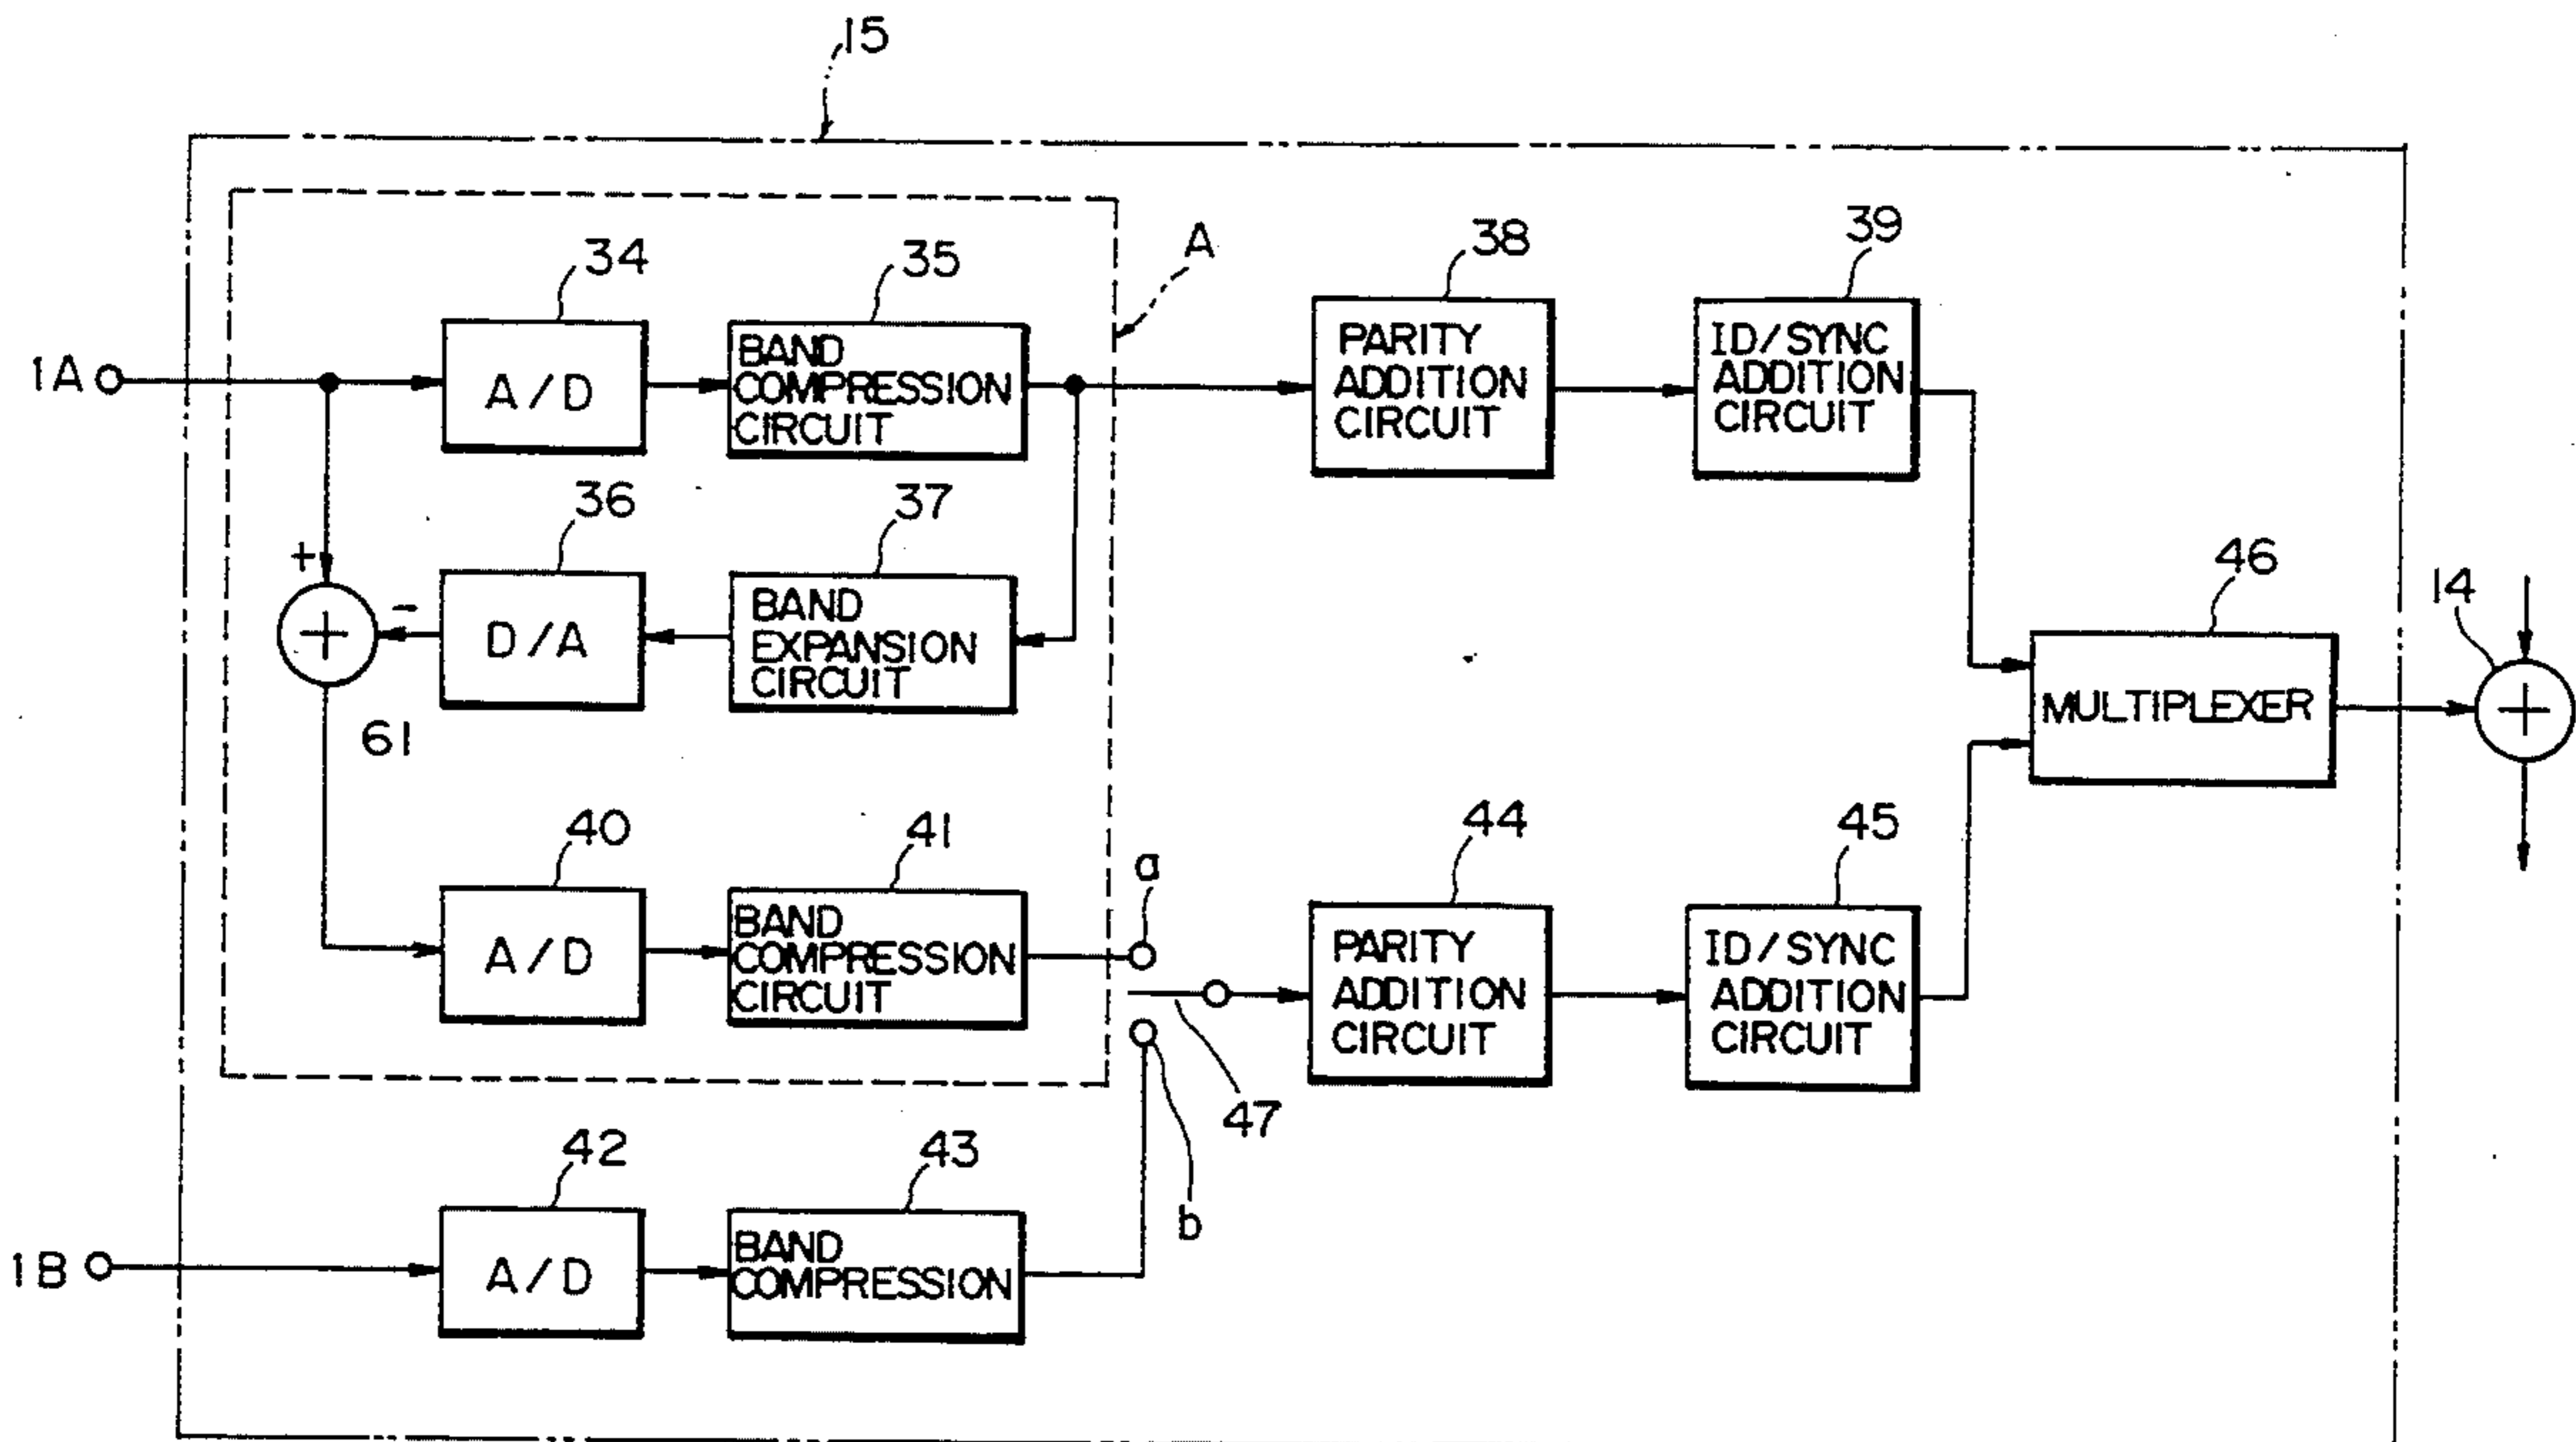 15
A
34
35
38
39
1A
A/D
BAND
COMPRESSION
CIRCUIT
PARITY
ADDITION
CIRCUIT
ID/SYNC
ADDITION
CIRCUIT
36
37
46
14
+
-
+
D/A
BAND
EXPANSION
CIRCUIT
MULTIPLEXER
+
61
40
41
a
44
45
A/D
BAND
COMPRESSION
CIRCUIT
PARITY
ADDITION
CIRCUIT
ID/SYNC
ADDITION
CIRCUIT
47
b
42
43
1B
A/D
BAND
COMPRESSION